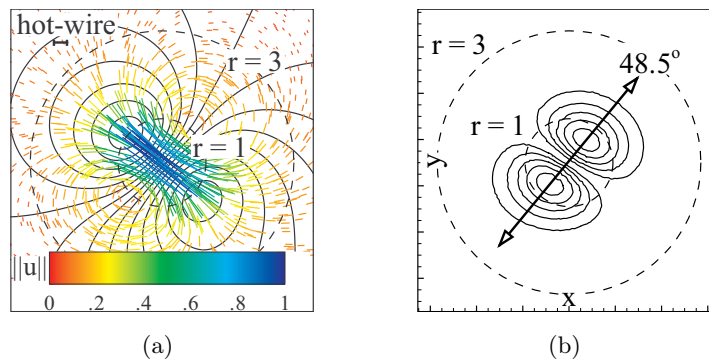 hot-wire
r = 3
r = 1
||u||
0 .2 .4 .6 .8 1
(a)
r = 3
48.5°
r = 1
y
x
(b)